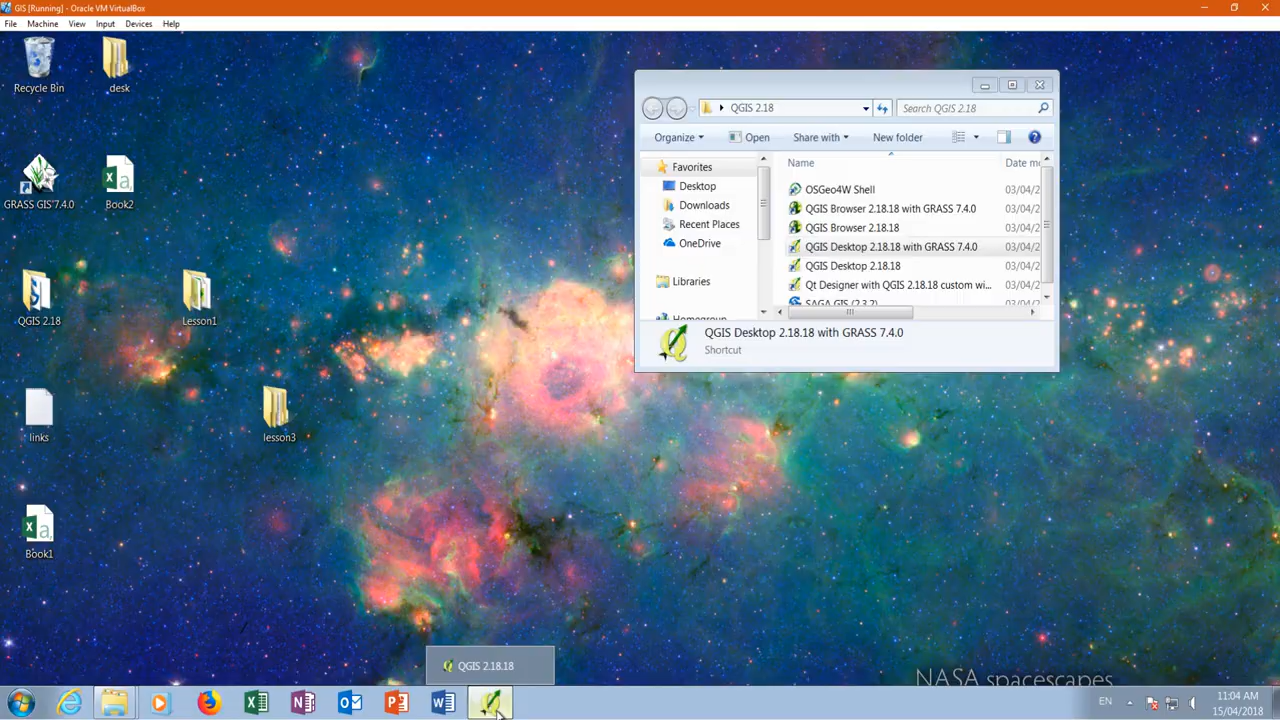 GIS [Running] - Oracle VM VirtualBox
File Machine View Input Devices Help
Recycle Bin
desk
GRASS GIS 7.4.0
Book2
QGIS 2.18
Lesson1
links
lesson3
Book1
QGIS 2.18
Search QGIS 2.18
Organize Open Share with New folder
Favorites
Desktop
Downloads
Recent Places
OneDrive
Libraries
Homegroup
Name Date mo
OSGeo4W Shell 03/04/2
QGIS Browser 2.18.18 with GRASS 7.4.0 03/04/2
QGIS Browser 2.18.18 03/04/2
QGIS Desktop 2.18.18 with GRASS 7.4.0 03/04/2
QGIS Desktop 2.18.18 03/04/2
Qt Designer with QGIS 2.18.18 custom wi... 03/04/2
SAGA GIS (2.3.2) 03/04/2
QGIS Desktop 2.18.18 with GRASS 7.4.0
Shortcut
QGIS 2.18.18
NASA spacescapes
EN
11:04 AM
15/04/2018